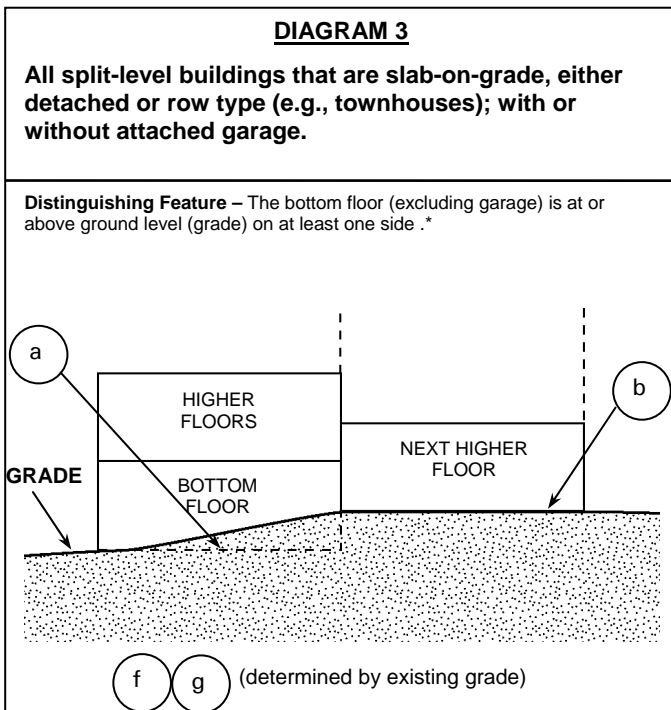 DIAGRAM 3
All split-level buildings that are slab-on-grade, either
detached or row type (e.g., townhouses); with or
without attached garage.
Distinguishing Feature – The bottom floor (excluding garage) is at or
above ground level (grade) on at least one side .*
a
b
HIGHER
FLOORS
NEXT HIGHER
FLOOR
GRADE
BOTTOM
FLOOR
f g (determined by existing grade)